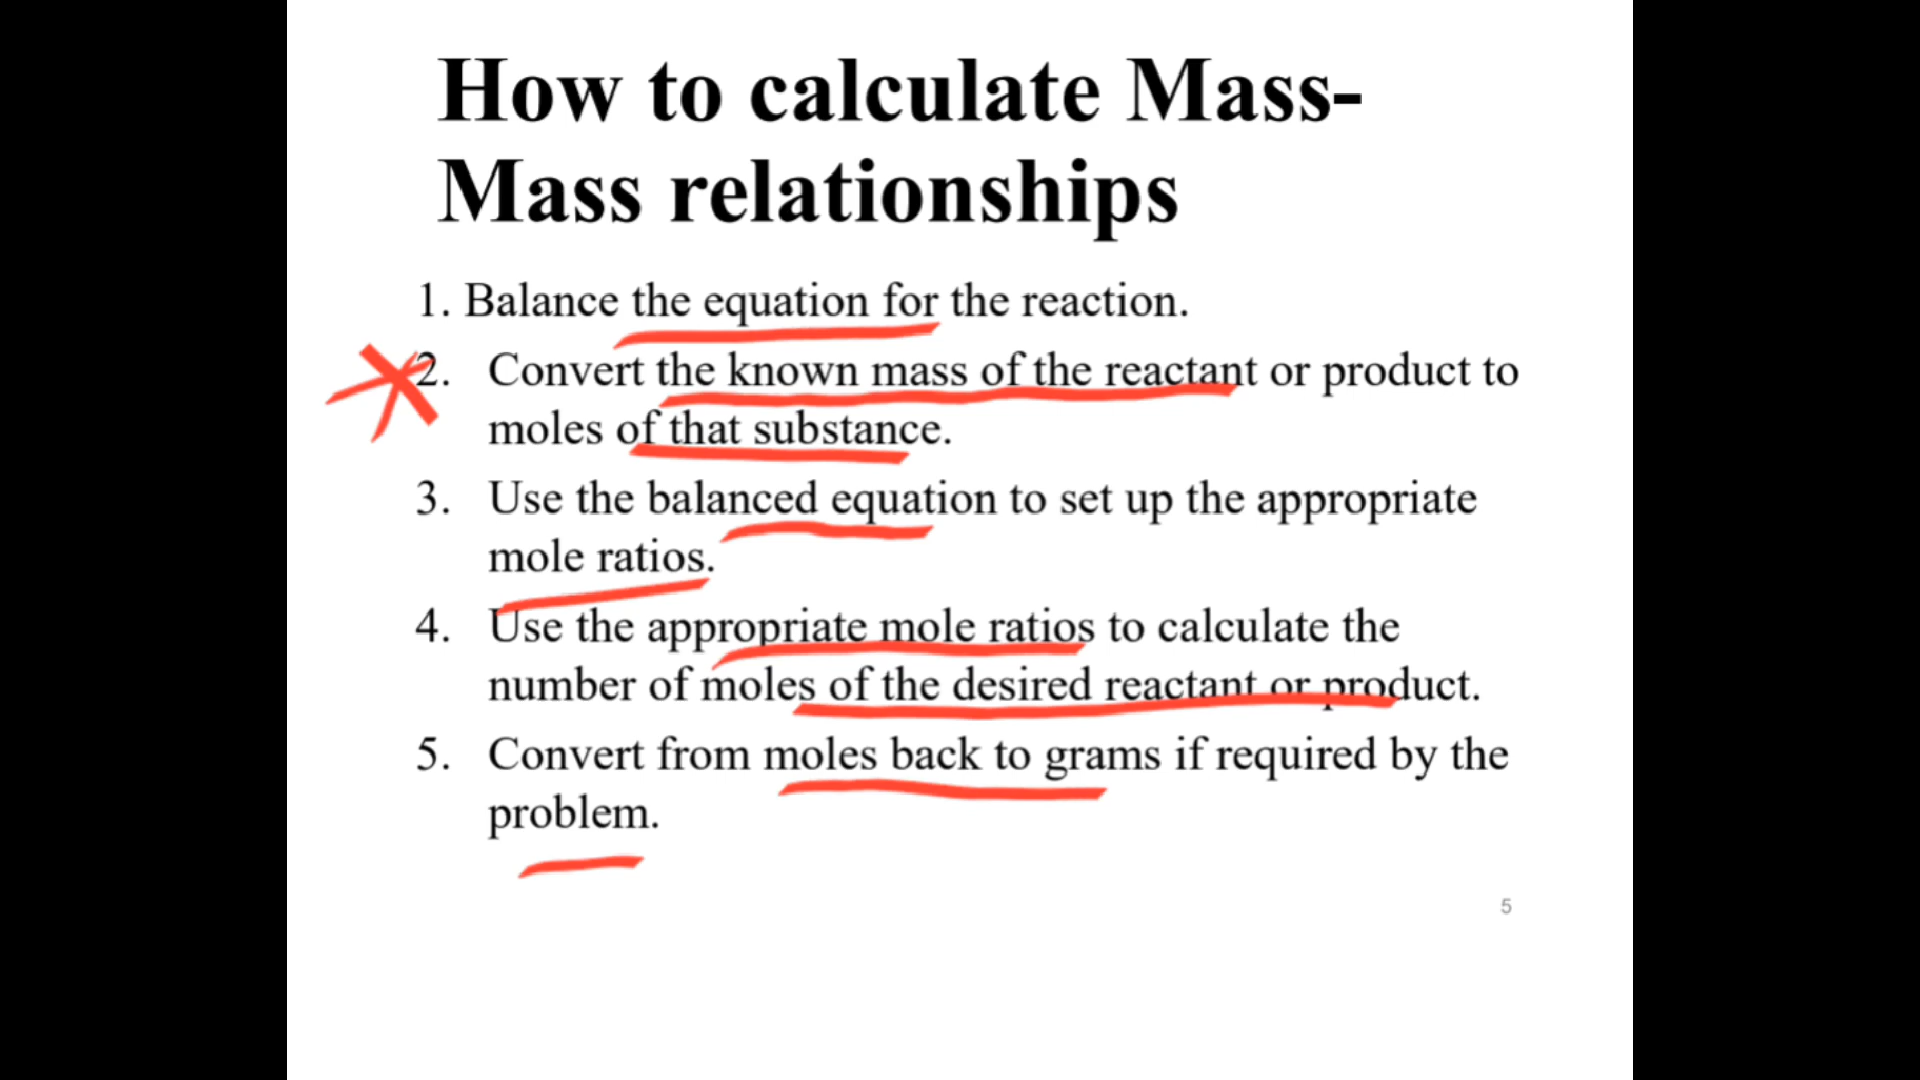 How to calculate Mass-
Mass relationships
1. Balance the equation for the reaction.
2. Convert the known mass of the reactant or product to
moles of that substance.
3. Use the balanced equation to set up the appropriate
mole ratios.
4. Use the appropriate mole ratios to calculate the
number of moles of the desired reactant or product.
5. Convert from moles back to grams if required by the
problem.
5